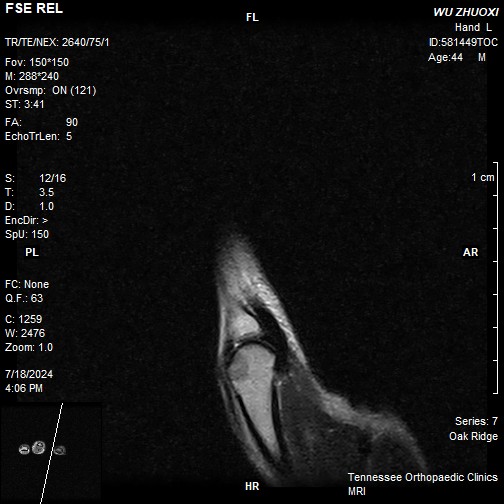 FSE REL
FL
WU ZHUOXI
Hand L
TR/TE/NEX: 2640/75/1
ID:581449TOC
Age:44 M
Fov: 150*150
M: 288*240
Ovrsmp: ON (121)
ST: 3:41
FA: 90
EchoTrLen: 5
S: 12/16
T: 3.5
D: 1.0
EncDir: >
SpU: 150
1 cm
PL
AR
FC: None
Q.F.: 63
C: 1259
W: 2476
Zoom: 1.0
7/18/2024
4:06 PM
Series: 7
Oak Ridge
Tennessee Orthopaedic Clinics
MRI
HR